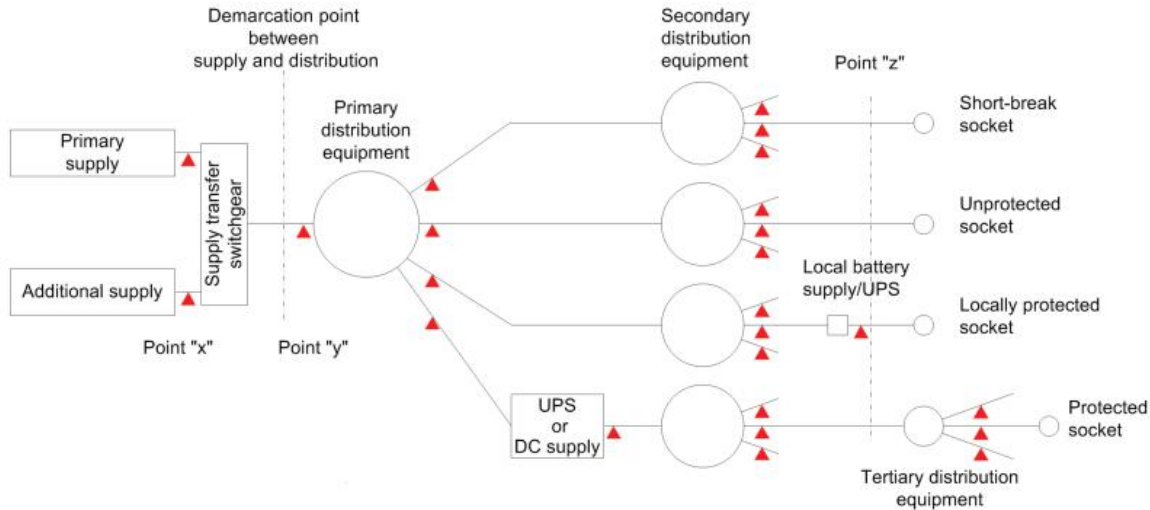 Demarcation point
between
supply and distribution
Secondary
distribution
equipment
Point "z"
Primary
distribution
equipment
Short-break
socket
Primary
supply
Supply transfer
switchgear
Unprotected
socket
Local battery
supply/UPS
Additional supply
Locally protected
socket
Point "x"
Point "y"
UPS
or
DC supply
Protected
socket
Tertiary distribution
equipment